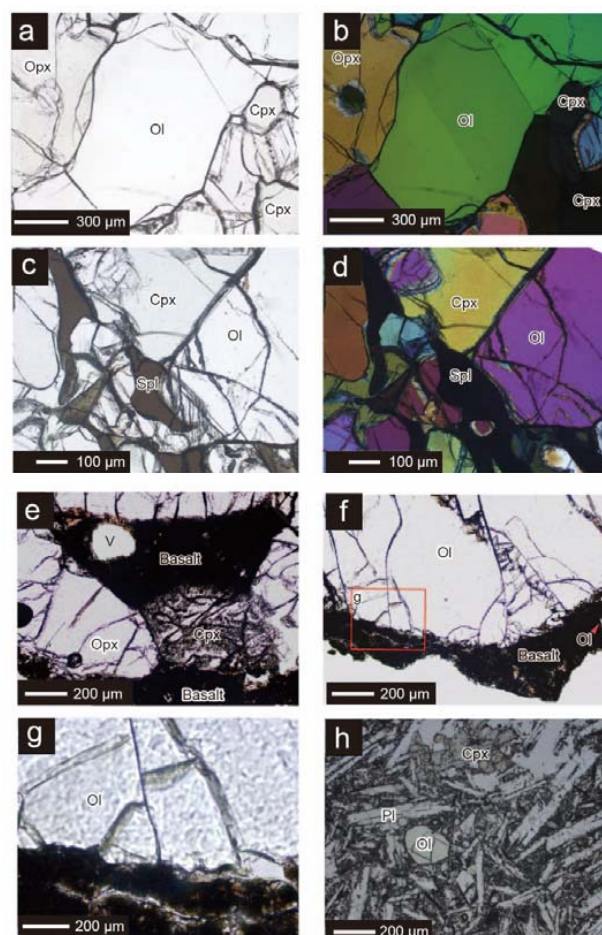 a
Opx
Ol
Cpx
Cpx
300 µm
b
Opx
Ol
Cpx
Cpx
300 µm
c
Cpx
Ol
Spl
100 µm
d
Cpx
Ol
Spl
100 µm
e
V
Basalt
Opx
Cpx
Basalt
200 µm
f
Ol
g
Ol
Basalt
200 µm
g
Ol
200 µm
h
Cpx
Pl
Ol
200 µm